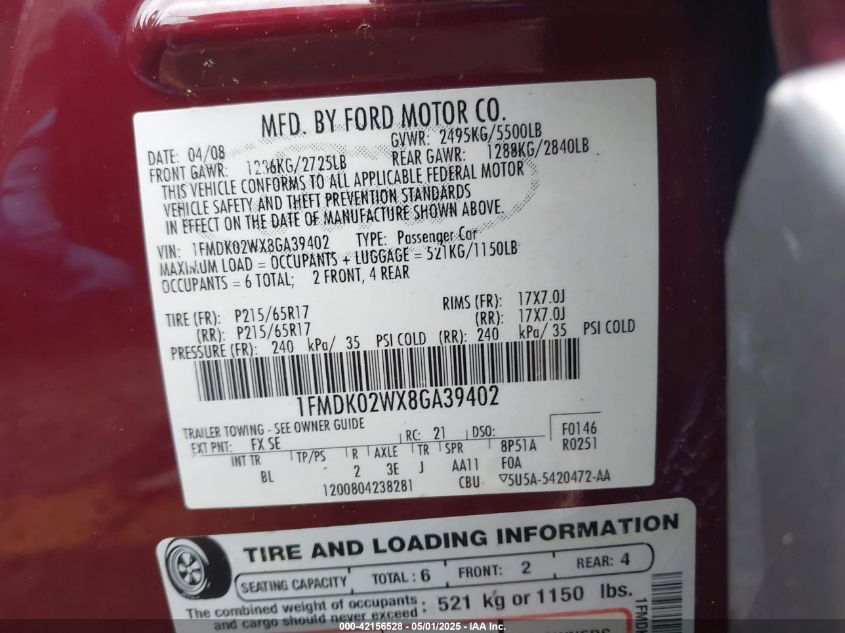 MFD. BY FORD MOTOR CO.
DATE: 04/08 GVWR: 2495KG/5500LB
FRONT GAWR: 1236KG/2725LB REAR GAWR: 1288KG/2840LB
THIS VEHICLE CONFORMS TO ALL APPLICABLE FEDERAL MOTOR
VEHICLE SAFETY AND THEFT PREVENTION STANDARDS
IN EFFECT ON THE DATE OF MANUFACTURE SHOWN ABOVE.
VIN: 1FMDK02WX8GA39402 TYPE: Passenger Car
MAXIMUM LOAD = OCCUPANTS + LUGGAGE = 521KG/1150LB
OCCUPANTS = 6 TOTAL; 2 FRONT, 4 REAR
TIRE (FR): P215/65R17 RIMS (FR): 17X7.0J
(RR): P215/65R17 (RR): 17X7.0J
PRESSURE (FR): 240 kPa/ 35 PSI COLD (RR): 240 kPa/ 35 PSI COLD
1FMDK02WX8GA39402
TRAILER TOWING - SEE OWNER GUIDE F0146
EXT PNT: FX SE RC: 21 DSO: R0251
INT TR TP/PS R AXLE TR SPR 8P51A
BL 2 3E J AA11 F0A
1200804238281 CBU ▽5U5A-5420472-AA
TIRE AND LOADING INFORMATION
SEATING CAPACITY TOTAL : 6 FRONT: 2 REAR: 4
The combined weight of occupants
and cargo should never exceed : 521 kg or 1150 lbs.
000-42156528 - 05/01/2025 - IAA Inc.